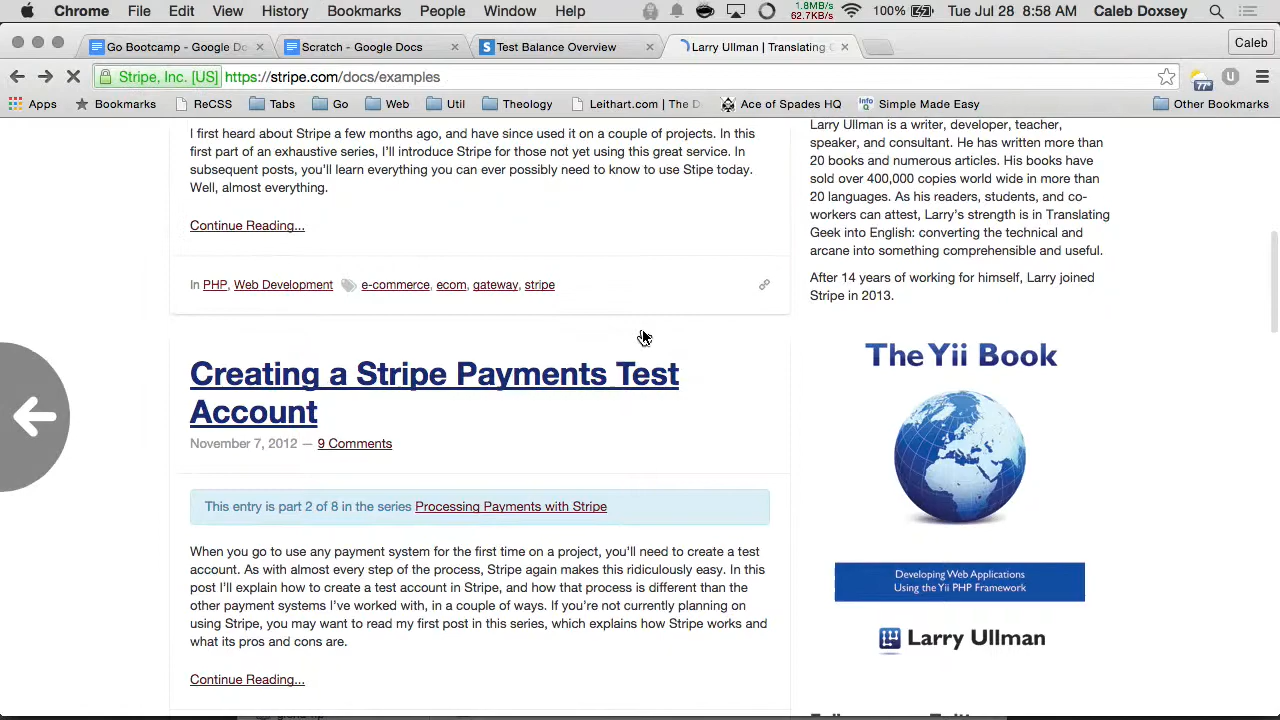 Chrome File Edit View History Bookmarks People Window Help 1.8MB/s 62.7KB/s 100% Tue Jul 28 8:58 AM Caleb Doxsey
Go Bootcamp - Google Do
Scratch - Google Docs
Test Balance Overview
Larry Ullman | Translating G
Caleb
Stripe, Inc. [US] https://stripe.com/docs/examples
77°
Apps Bookmarks ReCSS Tabs Go Web Util Theology Leithart.com | The D Ace of Spades HQ Simple Made Easy Other Bookmarks
I first heard about Stripe a few months ago, and have since used it on a couple of projects. In this
first part of an exhaustive series, I'll introduce Stripe for those not yet using this great service. In
subsequent posts, you'll learn everything you can ever possibly need to know to use Stipe today.
Well, almost everything.
Continue Reading...
In PHP, Web Development e-commerce, ecom, gateway, stripe
Creating a Stripe Payments Test
Account
November 7, 2012 — 9 Comments
This entry is part 2 of 8 in the series Processing Payments with Stripe
When you go to use any payment system for the first time on a project, you'll need to create a test
account. As with almost every step of the process, Stripe again makes this ridiculously easy. In this
post I'll explain how to create a test account in Stripe, and how that process is different than the
other payment systems I've worked with, in a couple of ways. If you're not currently planning on
using Stripe, you may want to read my first post in this series, which explains how Stripe works and
what its pros and cons are.
Continue Reading...
Larry Ullman is a writer, developer, teacher,
speaker, and consultant. He has written more than
20 books and numerous articles. His books have
sold over 400,000 copies world wide in more than
20 languages. As his readers, students, and co-
workers can attest, Larry's strength is in Translating
Geek into English: converting the technical and
arcane into something comprehensible and useful.
After 14 years of working for himself, Larry joined
Stripe in 2013.
The Yii Book
Developing Web Applications
Using the Yii PHP Framework
Larry Ullman